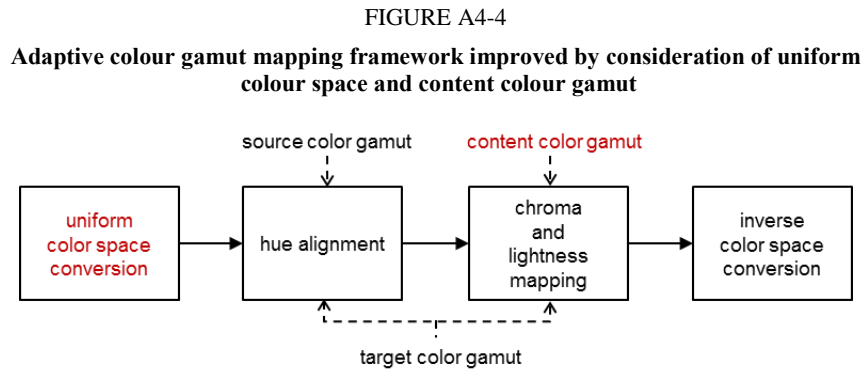 FIGURE A4-4
Adaptive colour gamut mapping framework improved by consideration of uniform
colour space and content colour gamut
source color gamut
content color gamut
uniform
color space
conversion
hue alignment
chroma
and
lightness
mapping
inverse
color space
conversion
target color gamut